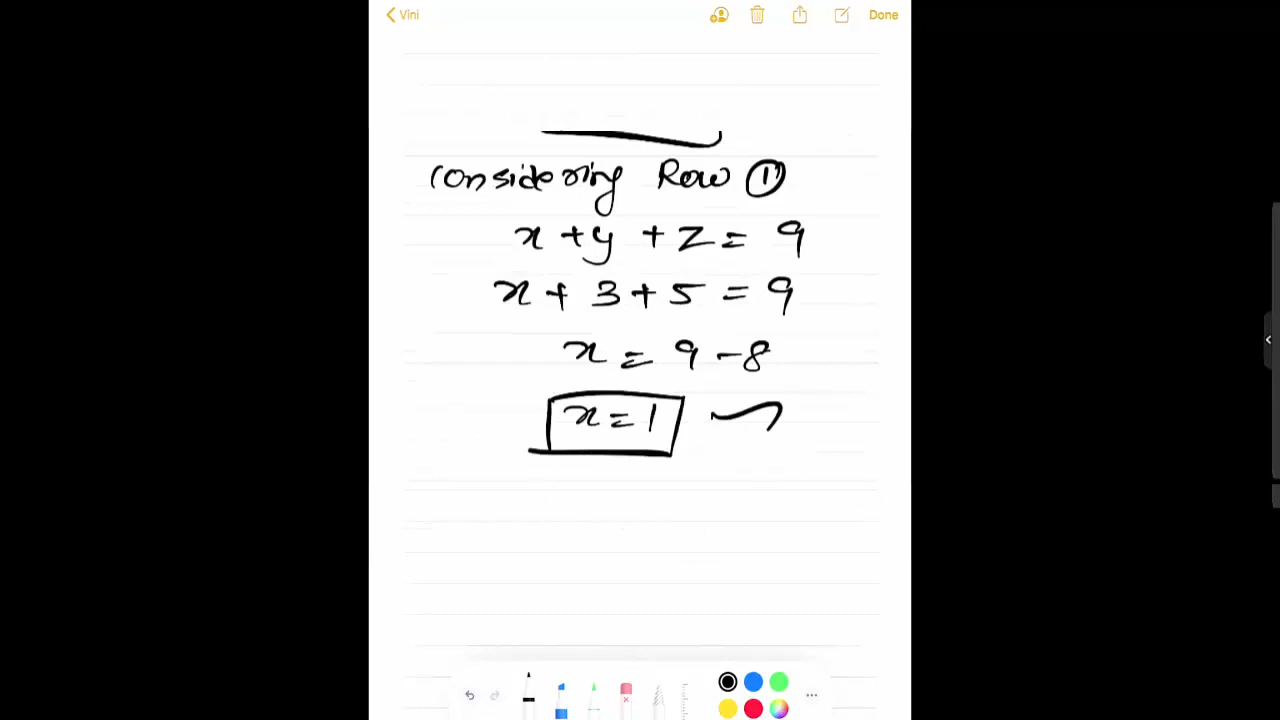 Vini Done
Considering Row ①
x + y + z = 9
x + 3 + 5 = 9
x = 9 - 8
x = 1